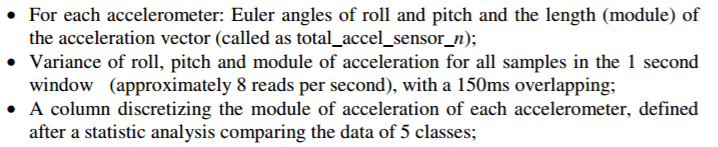 • For each accelerometer: Euler angles of roll and pitch and the length (module) of
the acceleration vector (called as total_accel_sensor_n);
• Variance of roll, pitch and module of acceleration for all samples in the 1 second
window (approximately 8 reads per second), with a 150ms overlapping;
• A column discretizing the module of acceleration of each accelerometer, defined
after a statistic analysis comparing the data of 5 classes;